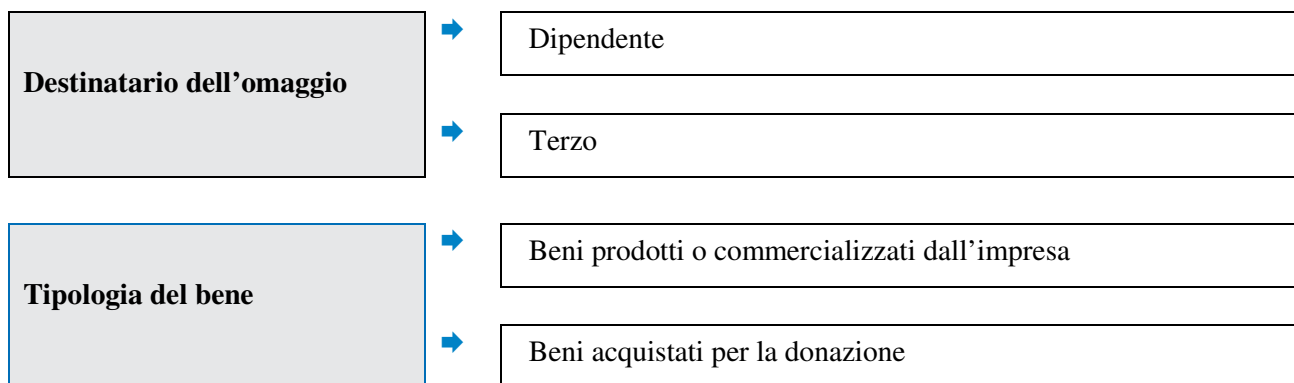 Destinatario dell’omaggio
Dipendente
Terzo
Tipologia del bene
Beni prodotti o commercializzati dall’impresa
Beni acquistati per la donazione